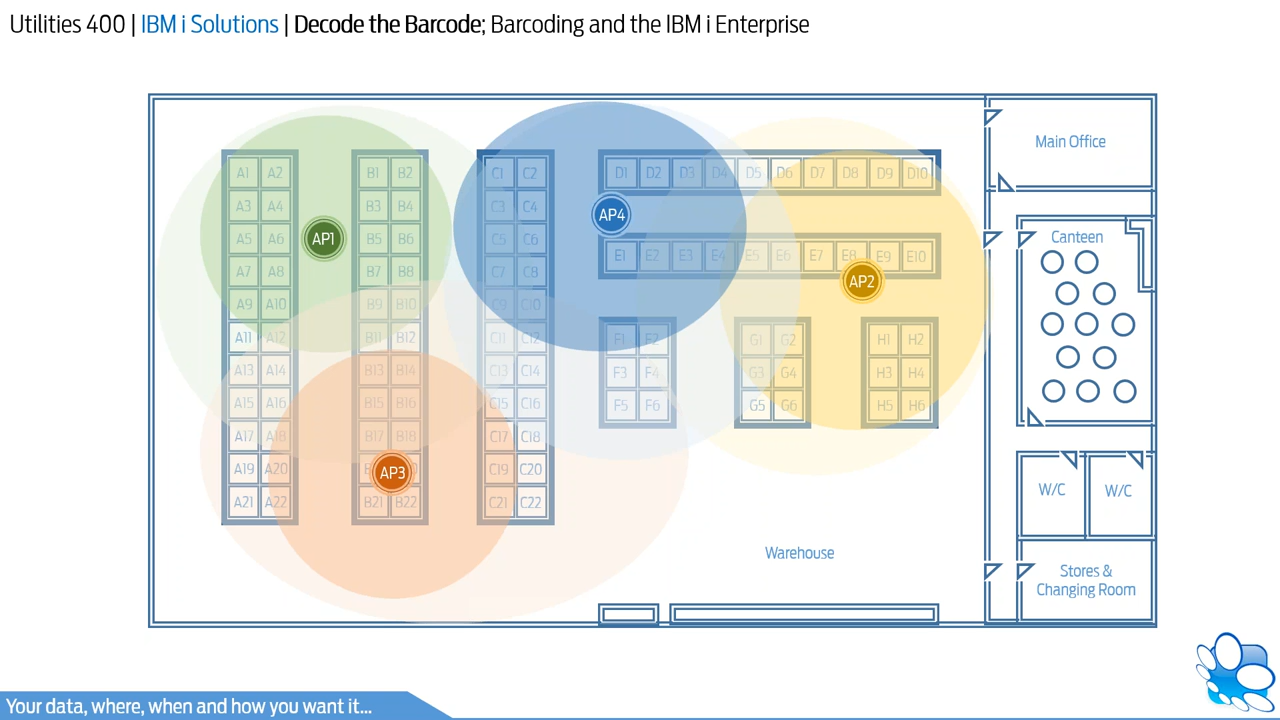 Utilities 400 | IBM i Solutions | Decode the Barcode; Barcoding and the IBM i Enterprise
Main Office
A1 A2 B1 B2 C1 C2 D1 D2 D3 D4 D5 D6 D7 D8 D9 D10
A3 A4 B3 B4 C3 C4 AP4
A5 A6 AP1 B5 B6 C5 C6 Canteen
E1 E2 E3 E4 E5 E6 E7 E8 E9 E10
A7 A8 B7 B8 C7 C8 AP2
A9 A10 B9 B10 C9 C10
A11 A12 B11 B12 C11 C12 F1 F2 G1 G2 H1 H2
A13 A14 B13 B14 C13 C14 F3 F4 G3 G4 H3 H4
A15 A16 B15 B16 C15 C16 F5 F6 G5 G6 H5 H6
A17 A18 B17 B18 C17 C18
A19 A20 AP3 C19 C20
W/C W/C
A21 A22 B21 B22 C21 C22
Warehouse
Stores &
Changing Room
Your data, where, when and how you want it...